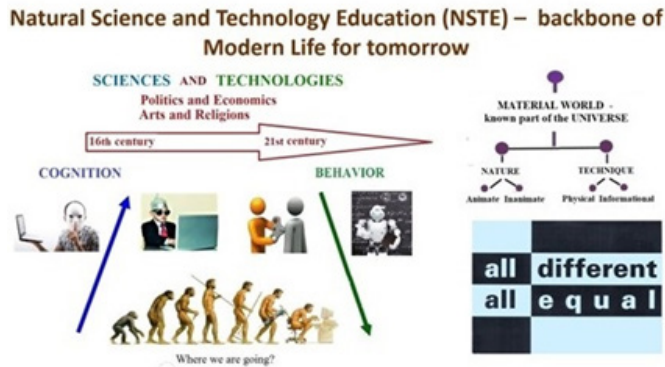 Natural Science and Technology Education (NSTE) – backbone of
Modern Life for tomorrow
SCIENCES AND TECHNOLOGIES
Politics and Economics
Arts and Religions
16th century
21st century
COGNITION
BEHAVIOR
Where we are going?
MATERIAL WORLD -
known part of the UNIVERSE
NATURE
TECHNIQUE
Animate Inanimate
Physical Informational
all different
all equal